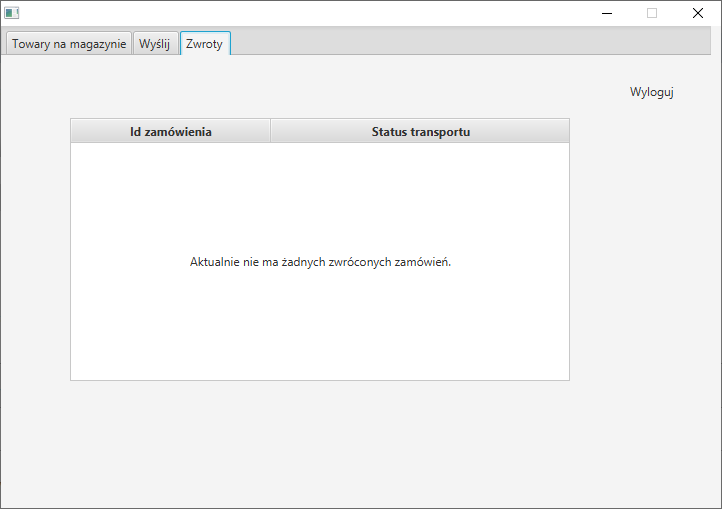 Towary na magazynie Wyślij Zwroty
Wyloguj
Id zamówienia Status transportu
Aktualnie nie ma żadnych zwróconych zamówień.